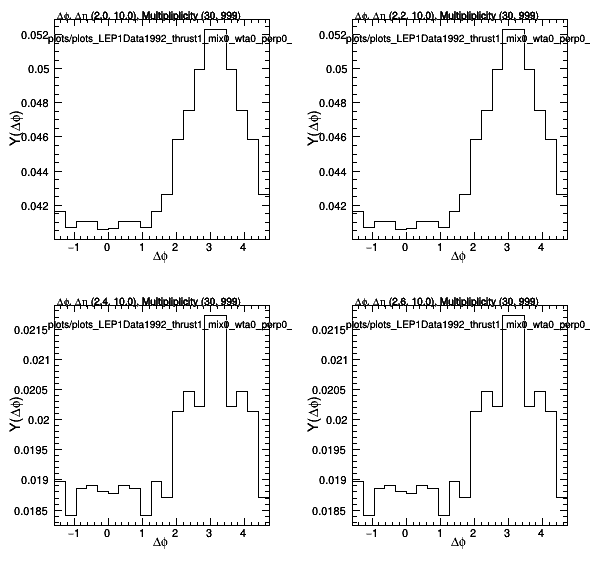 Δφ, Δη (2.0, 10.0), Multipliplicity (30, 999)
plots/plots_LEP1Data1992_thrust1_mix0_wta0_perp0_
0.052
0.05
0.048
0.046
0.044
0.042
Y(Δφ)
−1 0 1 2 3 4
Δφ
Δφ, Δη (2.2, 10.0), Multipliplicity (30, 999)
plots/plots_LEP1Data1992_thrust1_mix0_wta0_perp0_
0.052
0.05
0.048
0.046
0.044
0.042
Y(Δφ)
−1 0 1 2 3 4
Δφ
Δφ, Δη (2.4, 10.0), Multipliplicity (30, 999)
plots/plots_LEP1Data1992_thrust1_mix0_wta0_perp0_
0.0215
0.021
0.0205
0.02
0.0195
0.019
0.0185
Y(Δφ)
−1 0 1 2 3 4
Δφ
Δφ, Δη (2.6, 10.0), Multipliplicity (30, 999)
plots/plots_LEP1Data1992_thrust1_mix0_wta0_perp0_
0.0215
0.021
0.0205
0.02
0.0195
0.019
0.0185
Y(Δφ)
−1 0 1 2 3 4
Δφ